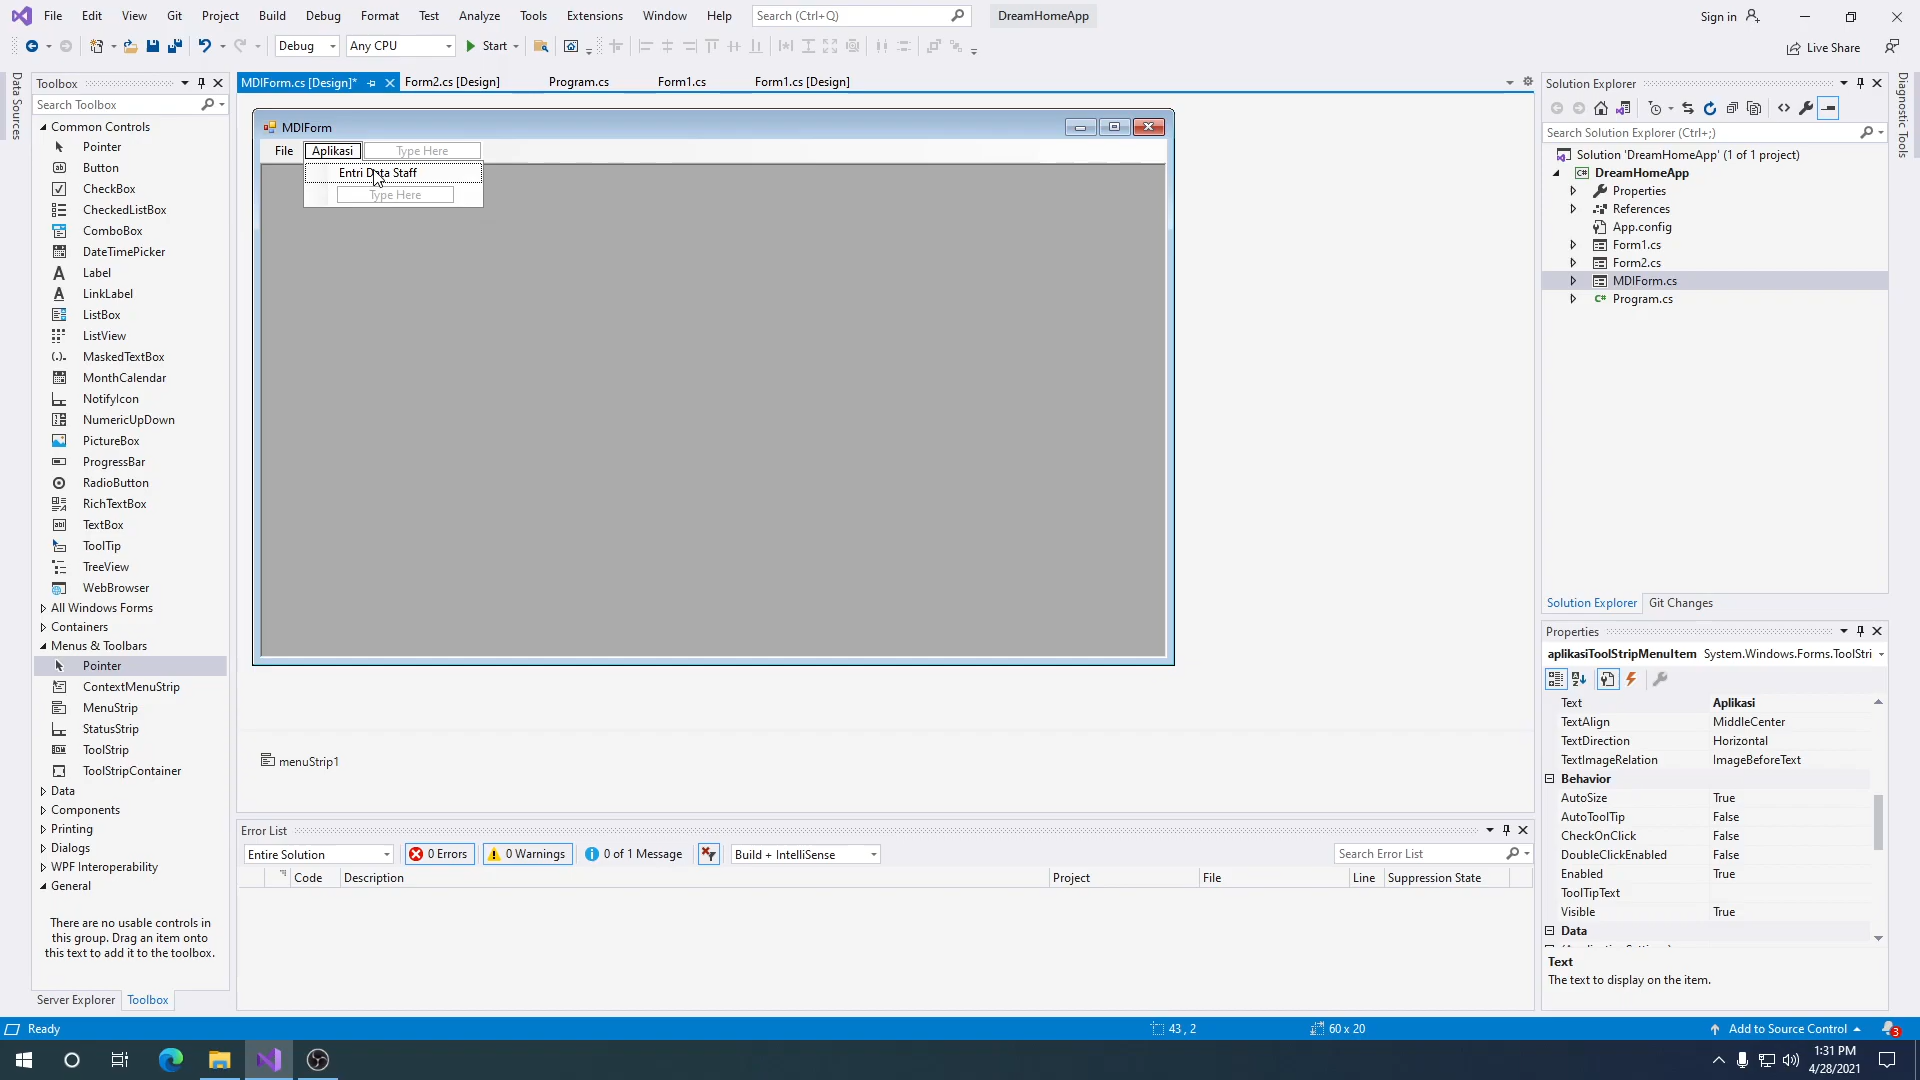 File Edit View Git Project Build Debug Format Test Analyze Tools Extensions Window Help Search (Ctrl+Q) DreamHomeApp Sign in
Debug Any CPU Start Live Share
Data Sources
Toolbox
Search Toolbox
Common Controls
Pointer
Button
CheckBox
CheckedListBox
ComboBox
DateTimePicker
Label
LinkLabel
ListBox
ListView
MaskedTextBox
MonthCalendar
NotifyIcon
NumericUpDown
PictureBox
ProgressBar
RadioButton
RichTextBox
TextBox
ToolTip
TreeView
WebBrowser
All Windows Forms
Containers
Menus & Toolbars
Pointer
ContextMenuStrip
MenuStrip
StatusStrip
ToolStrip
ToolStripContainer
Data
Components
Printing
Dialogs
WPF Interoperability
General
There are no usable controls in
this group. Drag an item onto
this text to add it to the toolbox.
Server Explorer Toolbox
MDIForm.cs [Design]* Form2.cs [Design] Program.cs Form1.cs Form1.cs [Design]
MDIForm
File Aplikasi Type Here
Entri Data Staff
Type Here
menuStrip1
Error List
Entire Solution 0 Errors 0 Warnings 0 of 1 Message Build + IntelliSense Search Error List
Code Description Project File Line Suppression State
Solution Explorer
Search Solution Explorer (Ctrl+;)
Solution 'DreamHomeApp' (1 of 1 project)
DreamHomeApp
Properties
References
App.config
Form1.cs
Form2.cs
MDIForm.cs
Program.cs
Solution Explorer Git Changes
Properties
aplikasiToolStripMenuItem System.Windows.Forms.ToolStri
Text Aplikasi
TextAlign MiddleCenter
TextDirection Horizontal
TextImageRelation ImageBeforeText
Behavior
AutoSize True
AutoToolTip False
CheckOnClick False
DoubleClickEnabled False
Enabled True
ToolTipText
Visible True
Data
Text
The text to display on the item.
Diagnostic Tools
Ready 43 , 2 60 x 20 Add to Source Control 3
1:31 PM
4/28/2021